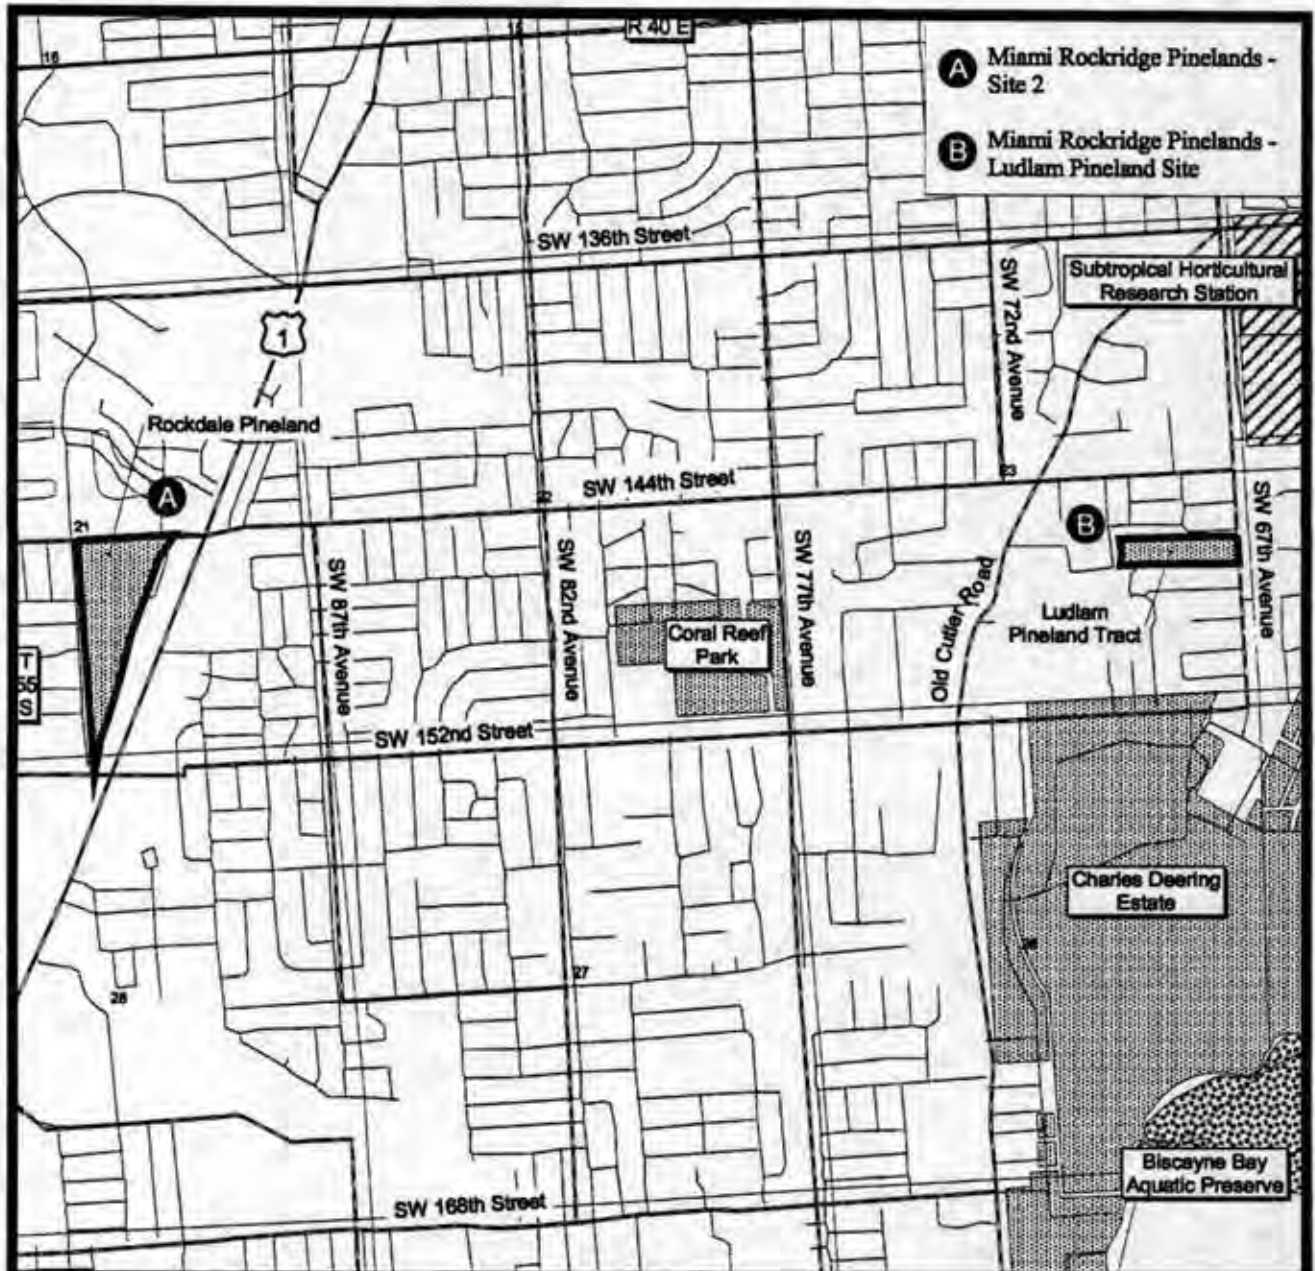 16
15
R 40 E
A Miami Rockridge Pinelands -
Site 2
B Miami Rockridge Pinelands -
Ludlam Pineland Site
SW 136th Street
SW 72nd Avenue
Subtropical Horticultural
Research Station
1
Rockdale Pineland
A
SW 144th Street
22
23
21
B
SW 67th Avenue
SW 87th Avenue
SW 82nd Avenue
SW 77th Avenue
Old Cutler Road
Coral Reef
Park
Ludlam
Pineland Tract
T
55
S
SW 152nd Street
Charles Deering
Estate
26
27
28
Biscayne Bay
Aquatic Preserve
SW 168th Street